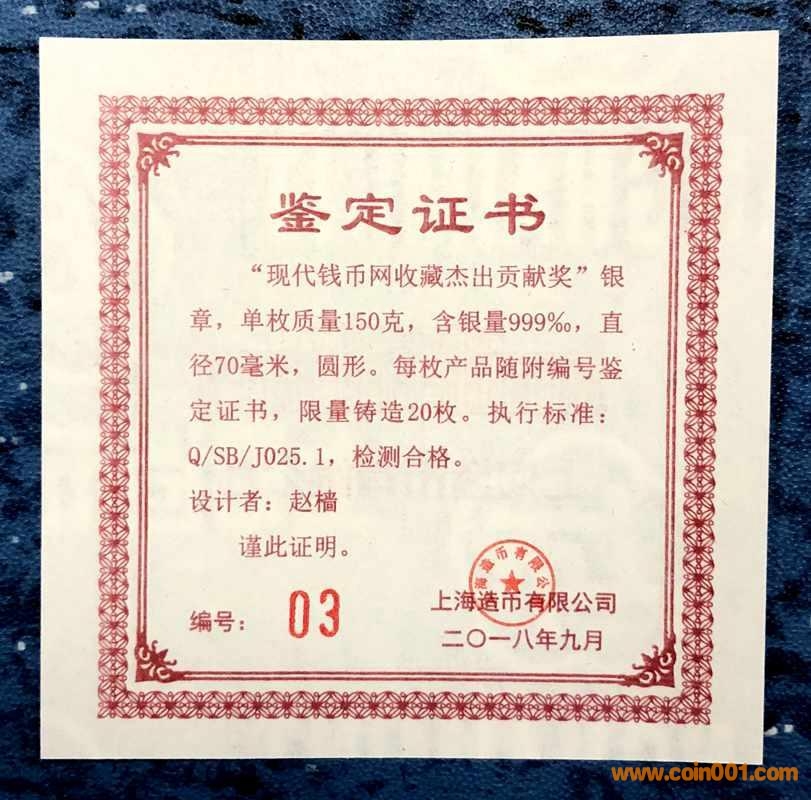 鉴定证书
“现代钱币网收藏杰出贡献奖”银
章，单枚质量150克，含银量999‰，直
径70毫米，圆形。每枚产品随附编号鉴
定证书，限量铸造20枚。执行标准：
Q/SB/J025.1，检测合格。
设计者：赵樯
谨此证明。
编号：03
上海造币有限公司
二〇一八年九月
www.coin001.com